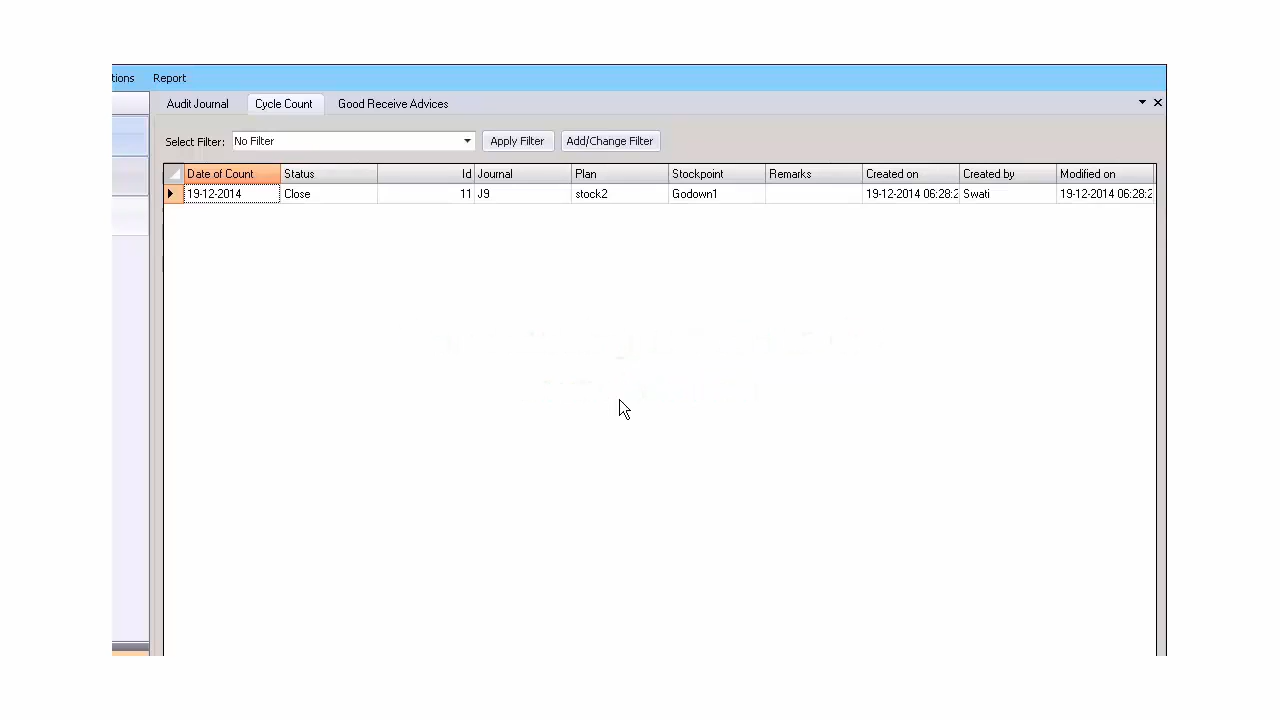 tions Report
Audit Journal Cycle Count Good Receive Advices
Select Filter: No Filter Apply Filter Add/Change Filter
Date of Count Status Id Journal Plan Stockpoint Remarks Created on Created by Modified on
19-12-2014 Close 11 J9 stock2 Godown1 19-12-2014 06:28:2 Swati 19-12-2014 06:28:2